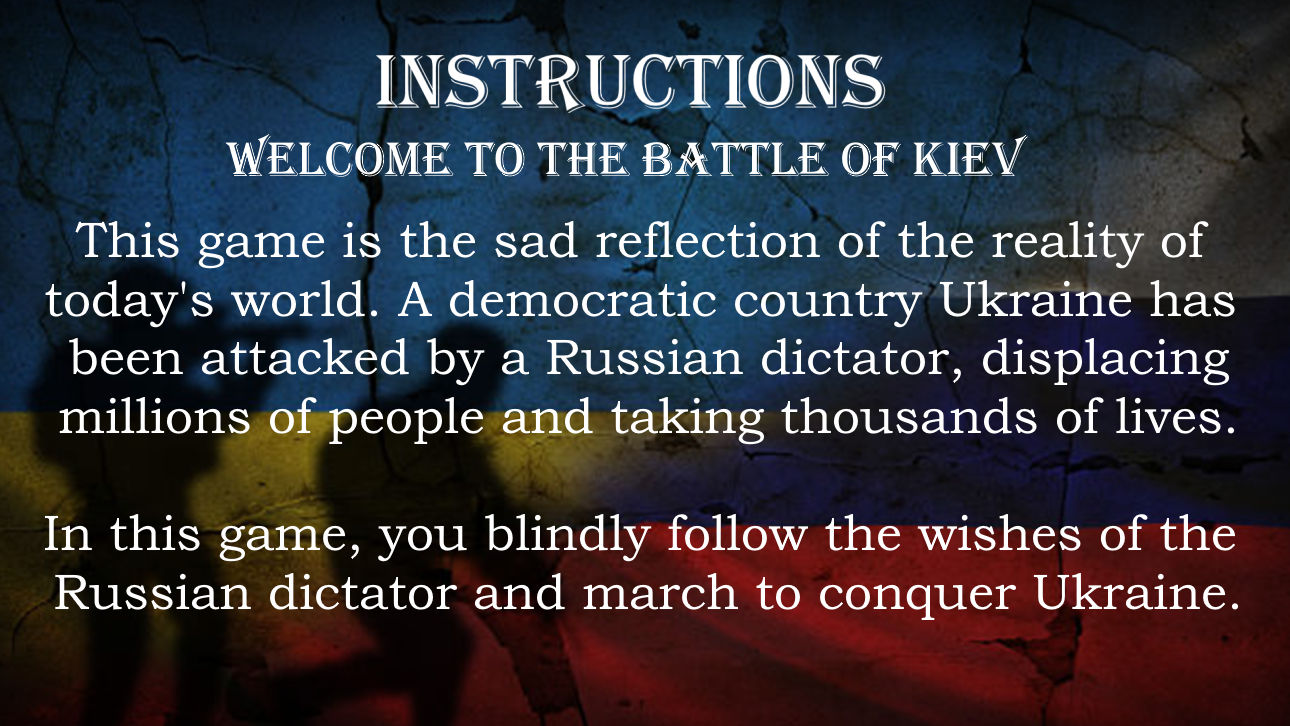 INSTRUCTIONS
WELCOME TO THE BATTLE OF KIEV
This game is the sad reflection of the reality of
today's world. A democratic country Ukraine has
been attacked by a Russian dictator, displacing
millions of people and taking thousands of lives.
In this game, you blindly follow the wishes of the
Russian dictator and march to conquer Ukraine.